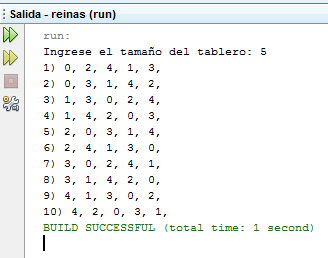 Salida - reinas (run)
run:
Ingrese el tamaño del tablero: 5
1) 0, 2, 4, 1, 3,
2) 0, 3, 1, 4, 2,
3) 1, 3, 0, 2, 4,
4) 1, 4, 2, 0, 3,
5) 2, 0, 3, 1, 4,
6) 2, 4, 1, 3, 0,
7) 3, 0, 2, 4, 1,
8) 3, 1, 4, 2, 0,
9) 4, 1, 3, 0, 2,
10) 4, 2, 0, 3, 1,
BUILD SUCCESSFUL (total time: 1 second)